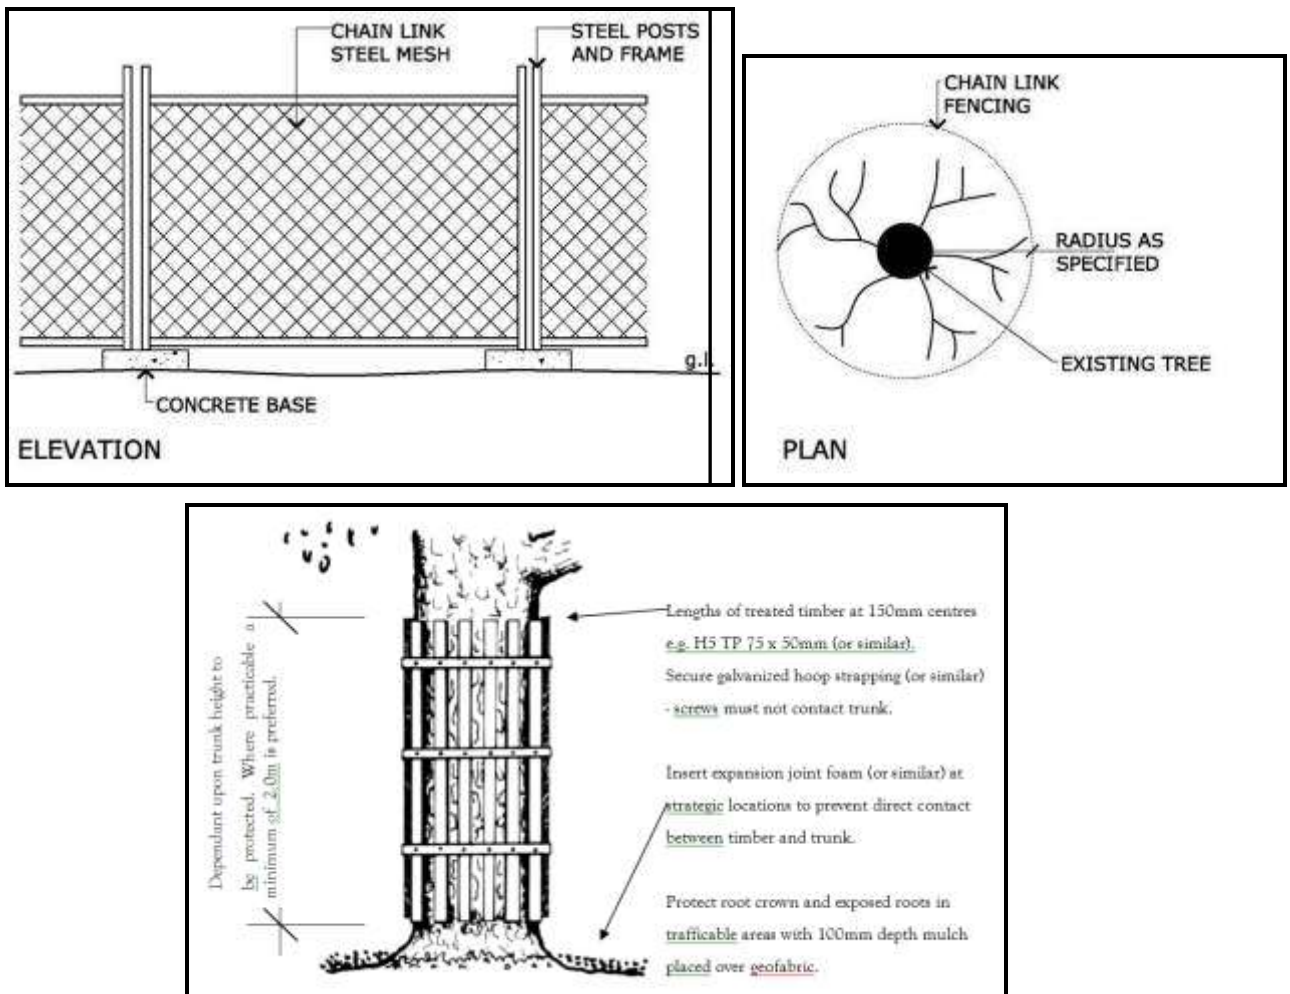 CHAIN LINK
STEEL MESH
STEEL POSTS
AND FRAME
g.l.
CONCRETE BASE
ELEVATION
CHAIN LINK
FENCING
RADIUS AS
SPECIFIED
EXISTING TREE
PLAN
Dependant upon trunk height to
be protected. Where practicable a
minimum of 2.0m is preferred.
Lengths of treated timber at 150mm centres
e.g. H5 TP 75 x 50mm (or similar).
Secure galvanized hoop strapping (or similar)
- screws must not contact trunk.
Insert expansion joint foam (or similar) at
strategic locations to prevent direct contact
between timber and trunk.
Protect root crown and exposed roots in
trafficable areas with 100mm depth mulch
placed over geofabric.